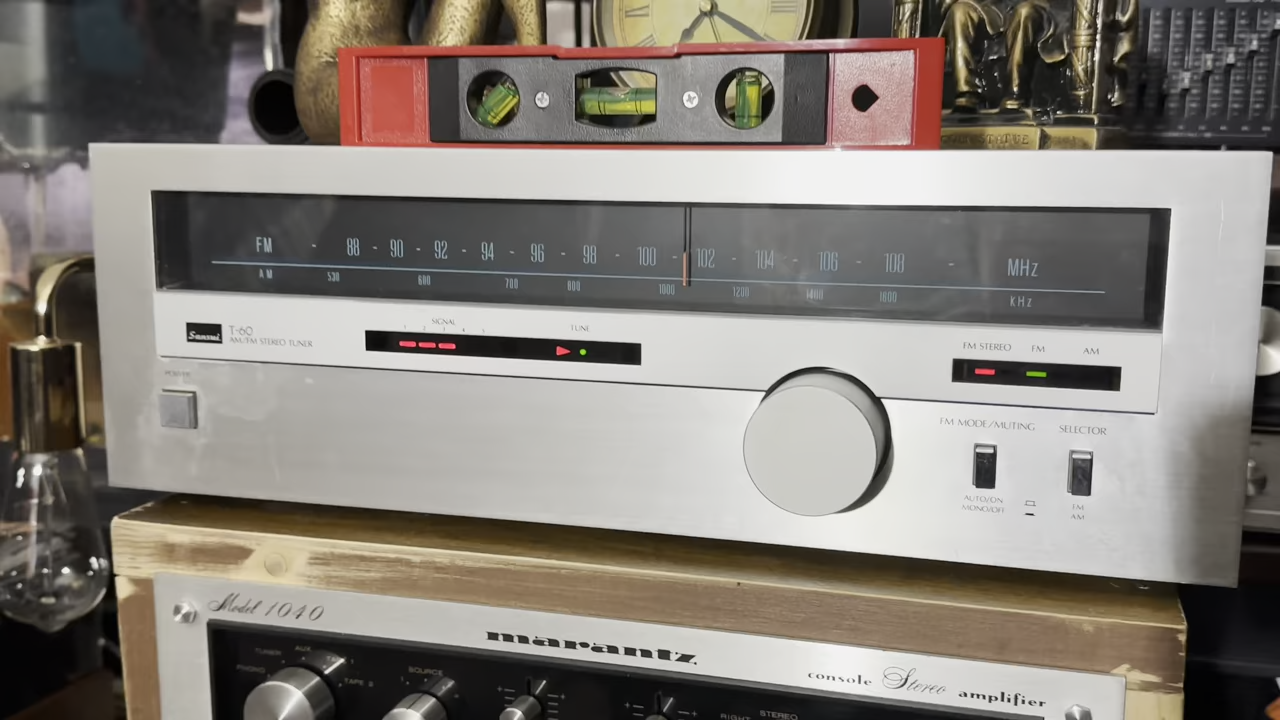 FM - 88 - 90 - 92 - 94 - 96 - 98 - 100 - 102 - 104 - 106 - 108 - MHz
AM 530 600 700 800 1000 1200 1400 1600 KHz
Sansui
T-60
AM/FM STEREO TUNER
SIGNAL
1 2 3 4 5
TUNE
FM STEREO FM AM
POWER
FM MODE/MUTING SELECTOR
AUTO/ON
MONO/OFF
FM
AM
Model 1040
marantz
console Stereo amplifier
TUNER AUX
PHONO
TAPE 2
SOURCE
RIGHT
STEREO